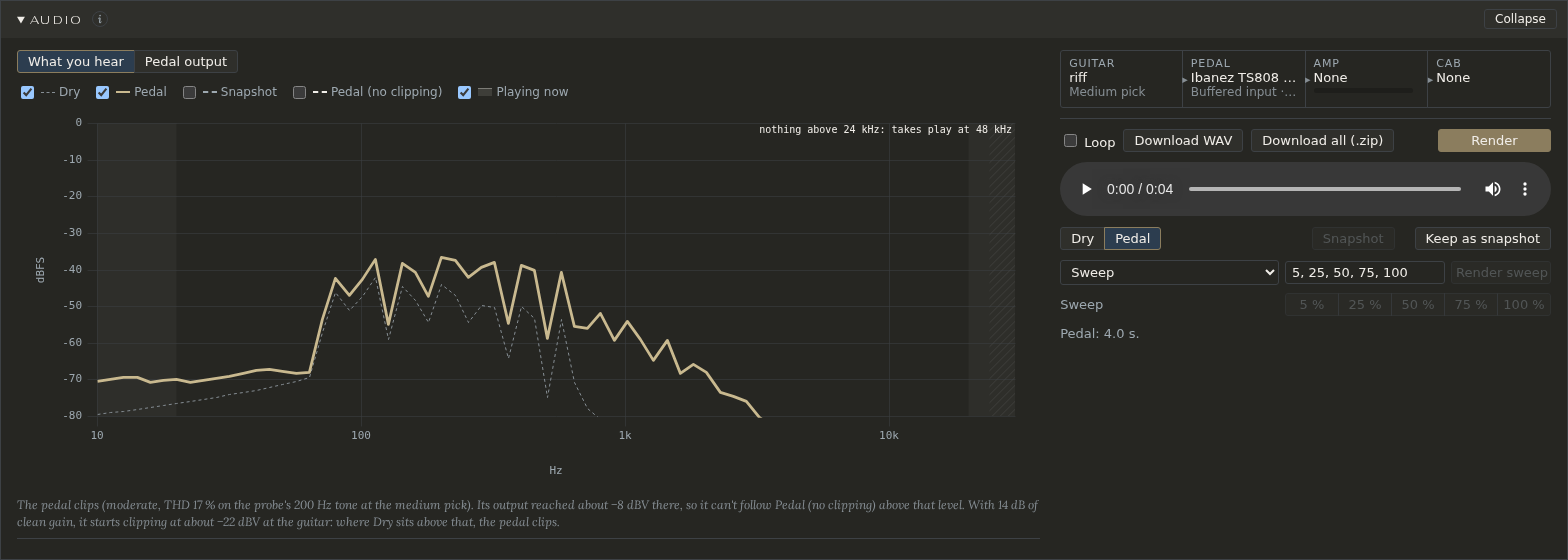 ▼ AUDIO i
Collapse
What you hear Pedal output
Dry Pedal Snapshot Pedal (no clipping) Playing now
nothing above 24 kHz: takes play at 48 kHz
0
-10
-20
-30
-40
-50
-60
-70
-80
dBFS
10 100 1k 10k
Hz
The pedal clips (moderate, THD 17 % on the probe's 200 Hz tone at the medium pick). Its output reached about −8 dBV there, so it can't follow Pedal (no clipping) above that level. With 14 dB of
clean gain, it starts clipping at about −22 dBV at the guitar: where Dry sits above that, the pedal clips.
GUITAR
riff
Medium pick
PEDAL
Ibanez TS808 ...
Buffered input ·...
AMP
None
CAB
None
Loop Download WAV Download all (.zip) Render
0:00 / 0:04
Dry Pedal Snapshot Keep as snapshot
Sweep 5, 25, 50, 75, 100 Render sweep
Sweep 5 % 25 % 50 % 75 % 100 %
Pedal: 4.0 s.